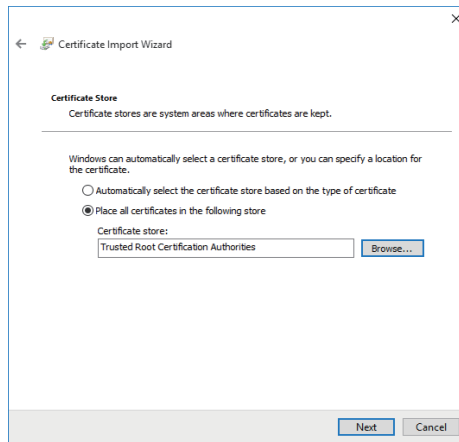 Certificate Import Wizard
Certificate Store
Certificate stores are system areas where certificates are kept.
Windows can automatically select a certificate store, or you can specify a location for
the certificate.
Automatically select the certificate store based on the type of certificate
Place all certificates in the following store
Certificate store:
Trusted Root Certification Authorities
Browse...
Next Cancel